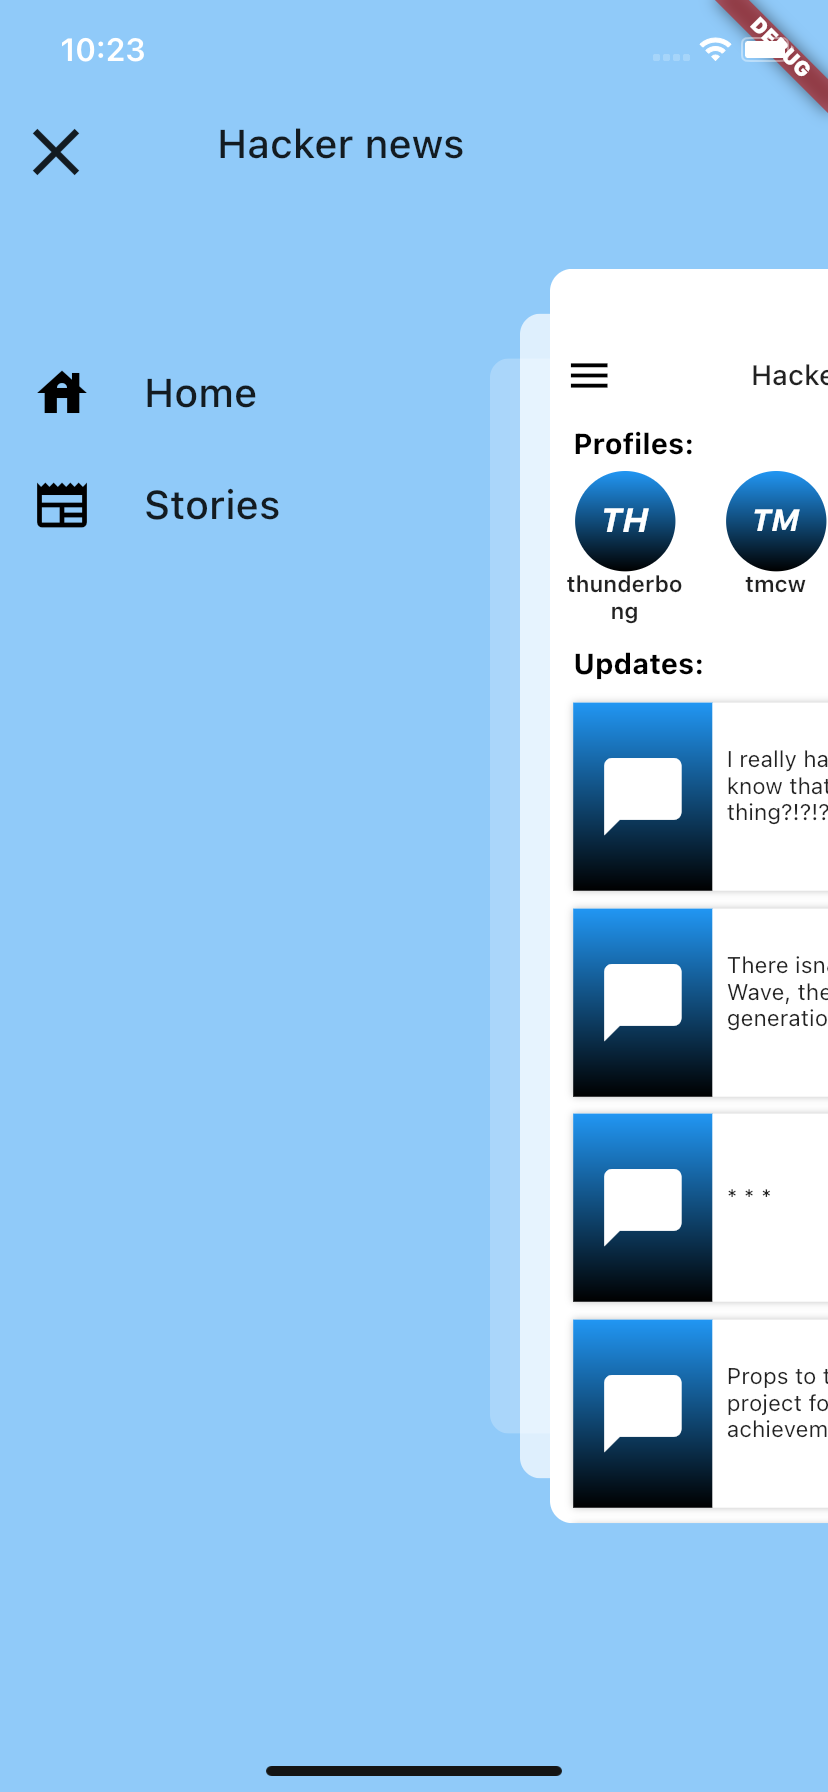 10:23
DEBUG
Hacker news
Home
Stories
Hacke
Profiles:
TH
TM
thunderbo
ng
tmcw
Updates:
I really ha
know that
thing?!?!?
There isn&
Wave, the
generatio
* * *
Props to t
project fo
achievem